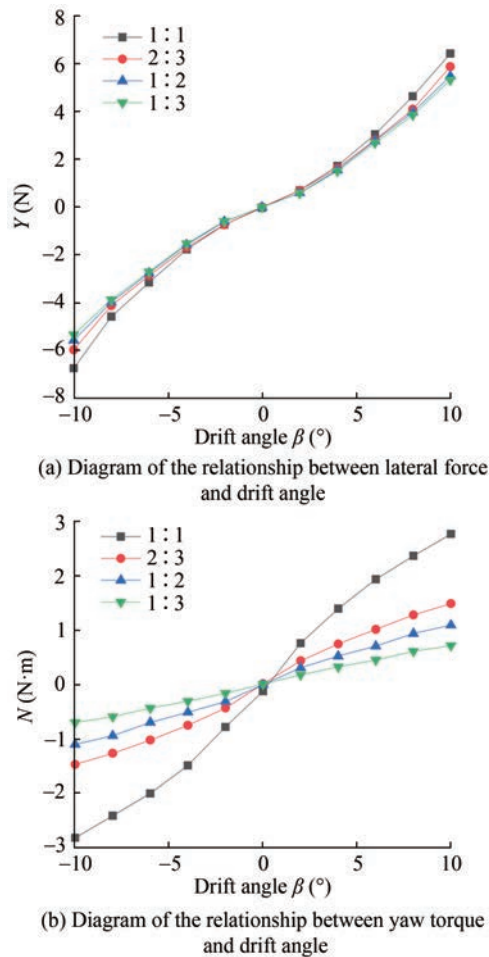 8
6
4
2
0
−2
−4
−6
−8
Y (N)
1∶1
2∶3
1∶2
1∶3
−10 −5 0 5 10
Drift angle β (°)
(a) Diagram of the relationship between lateral force
and drift angle
3
2
1
0
−1
−2
−3
N (N·m)
1∶1
2∶3
1∶2
1∶3
−10 −5 0 5 10
Drift angle β (°)
(b) Diagram of the relationship between yaw torque
and drift angle